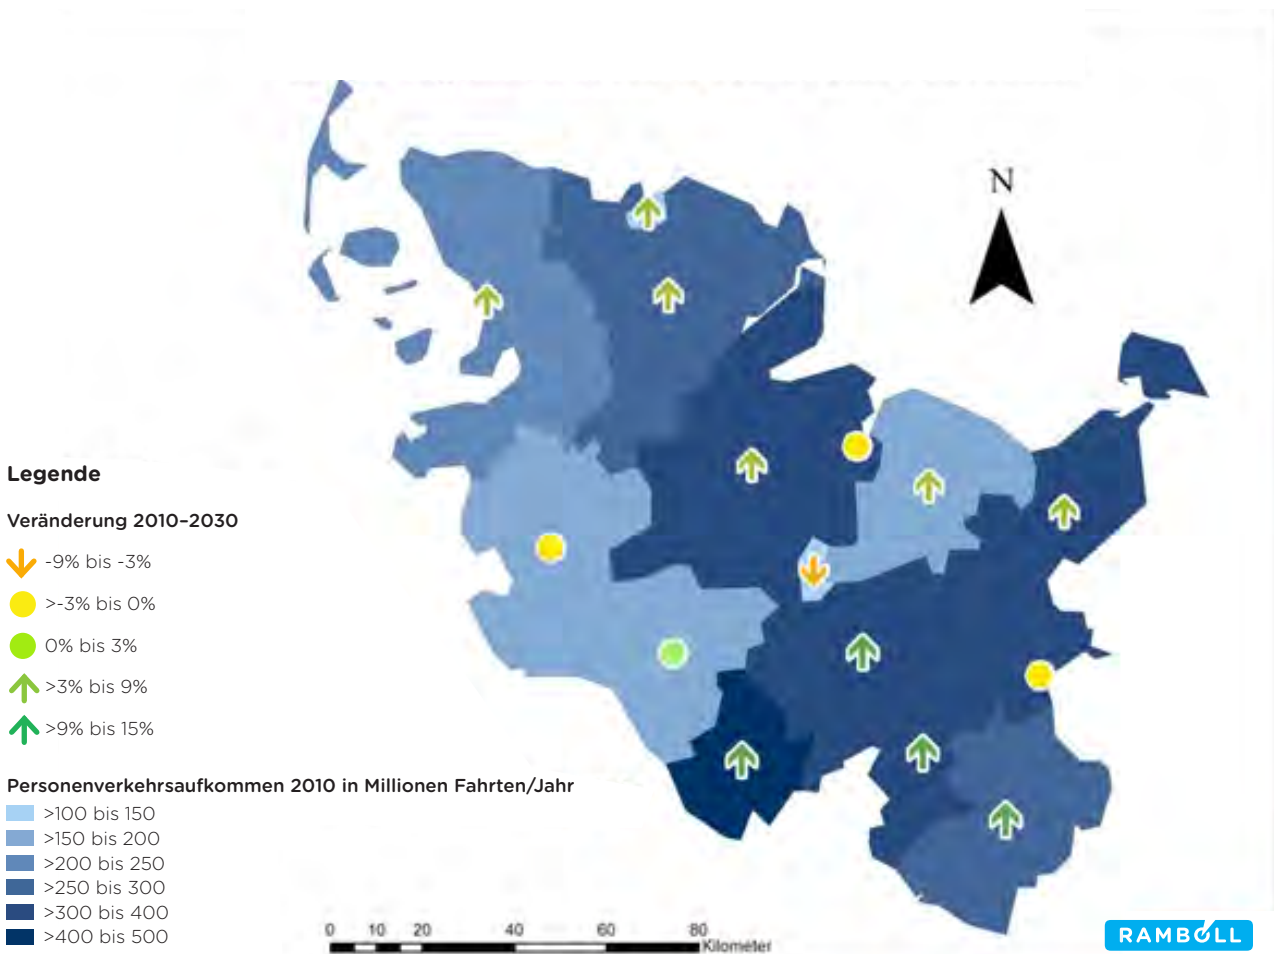 N
Legende
Veränderung 2010–2030
-9% bis -3%
>-3% bis 0%
0% bis 3%
>3% bis 9%
>9% bis 15%
Personenverkehrsaufkommen 2010 in Millionen Fahrten/Jahr
>100 bis 150
>150 bis 200
>200 bis 250
>250 bis 300
>300 bis 400
>400 bis 500
0 10 20 40 60 80
Kilometer
RAMBOLL